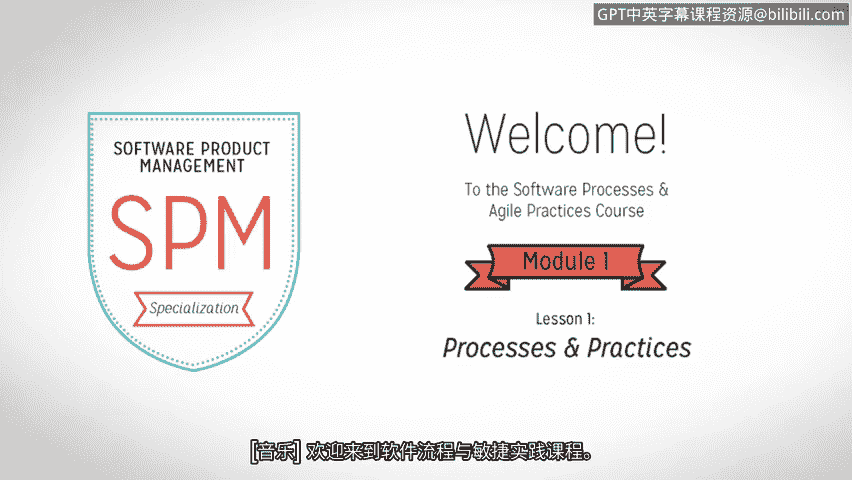 GPT中英字幕课程资源@bilibili.com
SOFTWARE PRODUCT
MANAGEMENT
SPM
Specialization
Welcome!
To the Software Processes &
Agile Practices Course
Module 1
Lesson 1:
Processes & Practices
[音乐] 欢迎来到软件流程与敏捷实践课程。